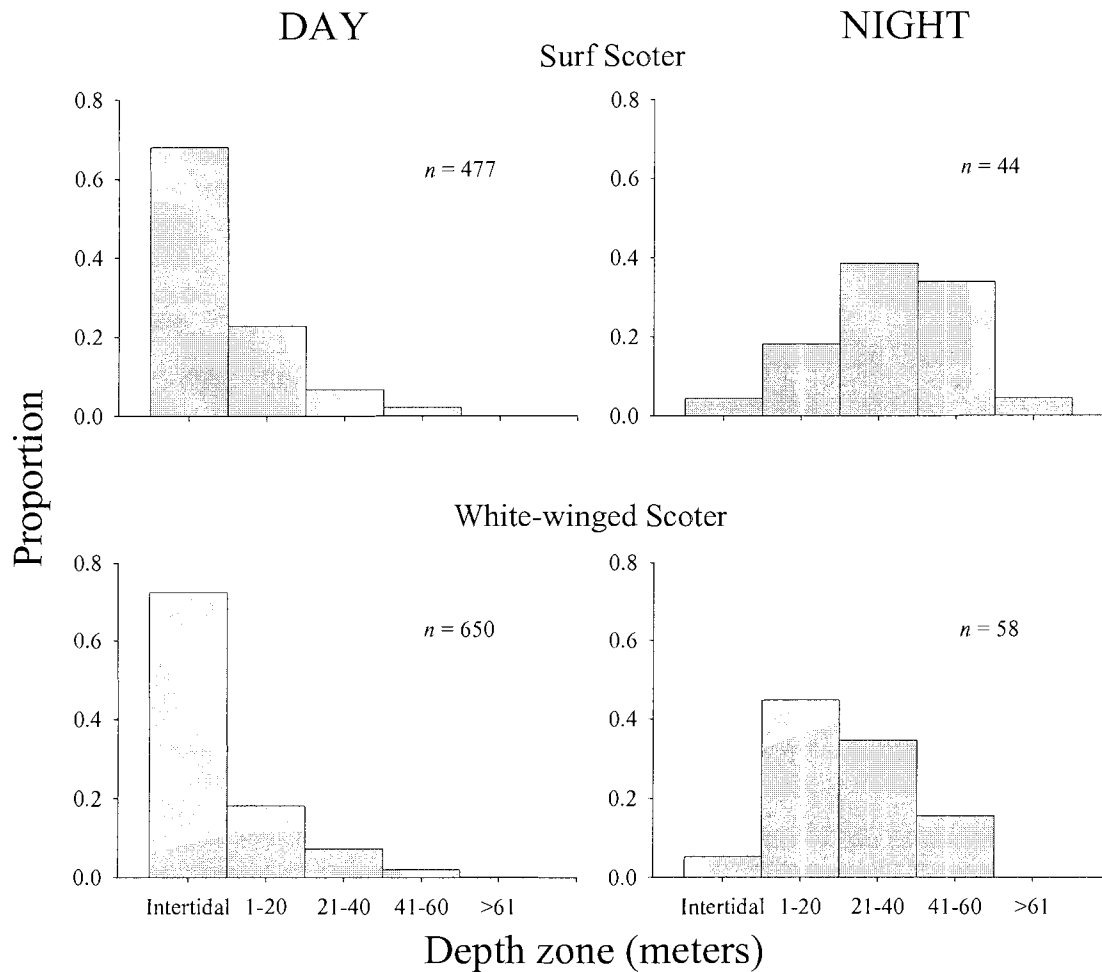 DAY NIGHT
Surf Scoter
0.8 0.8
n = 477 n = 44
0.6 0.6
0.4 0.4
0.2 0.2
0.0 0.0
Proportion
White-winged Scoter
0.8 0.8
n = 650 n = 58
0.6 0.6
0.4 0.4
0.2 0.2
0.0 0.0
Intertidal 1-20 21-40 41-60 >61 Intertidal 1-20 21-40 41-60 >61
Depth zone (meters)